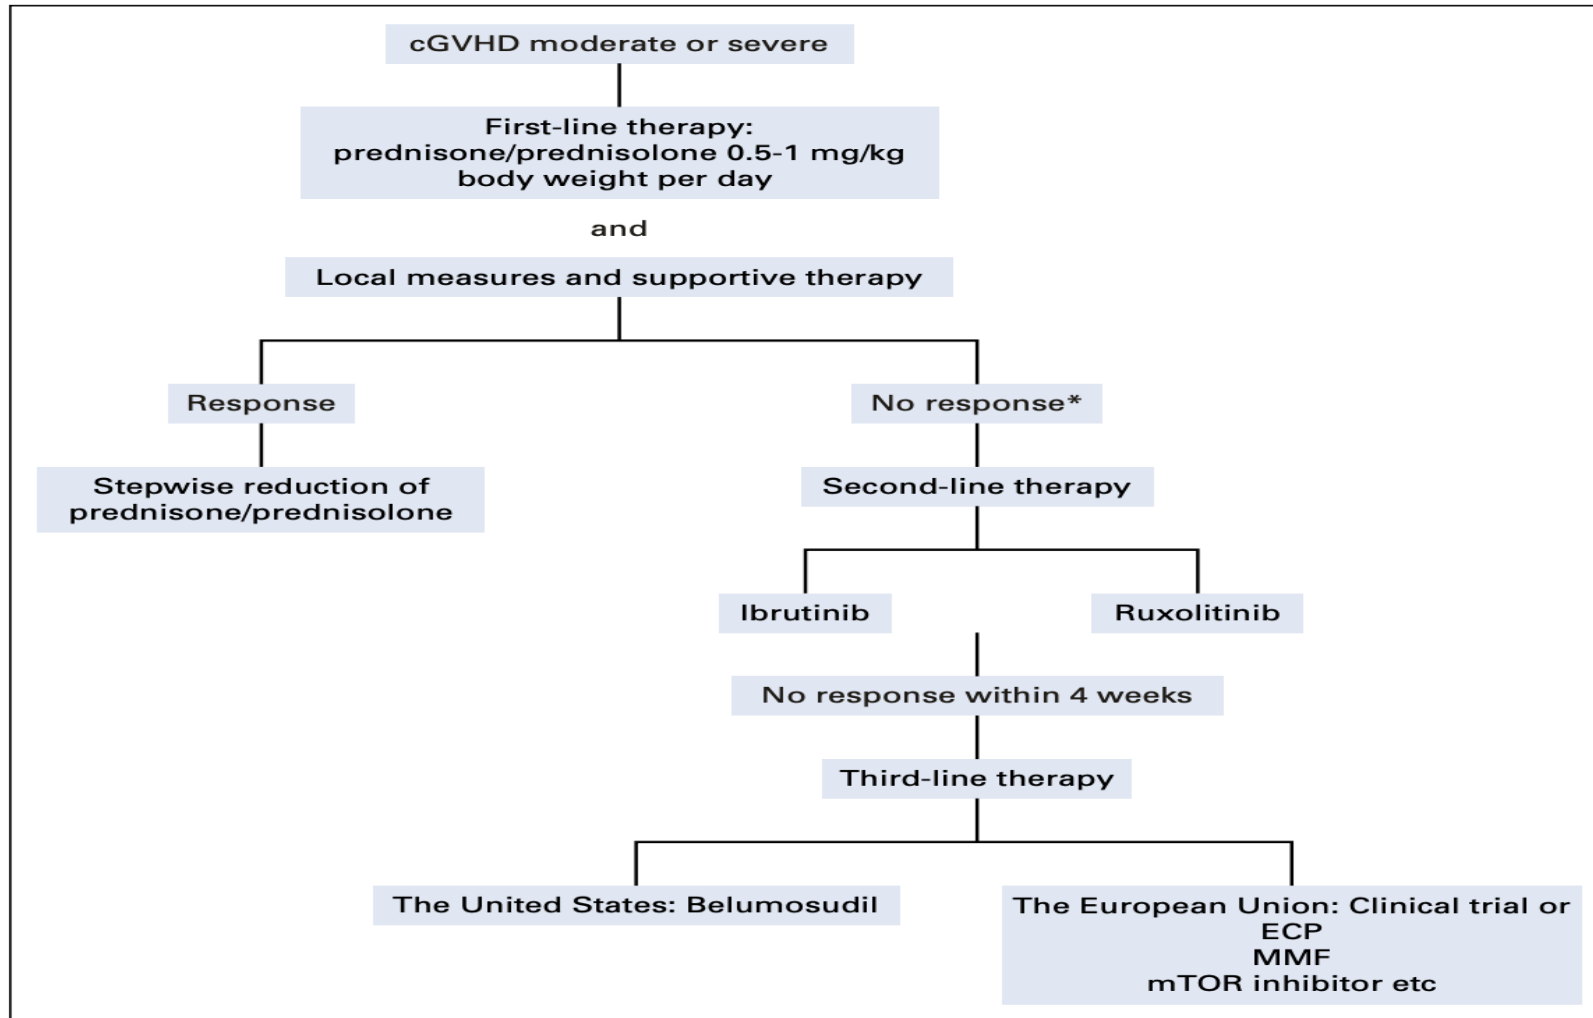 cGVHD moderate or severe
First-line therapy:
prednisone/prednisolone 0.5-1 mg/kg
body weight per day
and
Local measures and supportive therapy
Response
No response*
Stepwise reduction of
prednisone/prednisolone
Second-line therapy
Ibrutinib
Ruxolitinib
No response within 4 weeks
Third-line therapy
The United States: Belumosudil
The European Union: Clinical trial or
ECP
MMF
mTOR inhibitor etc